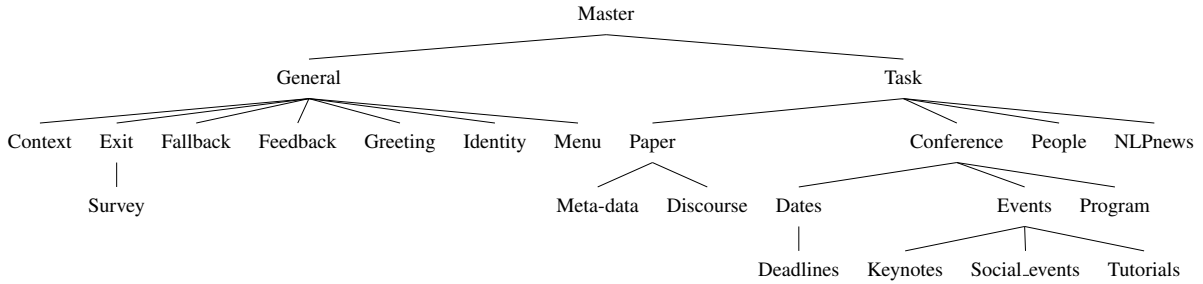 Master
General Task
Context Exit Fallback Feedback Greeting Identity Menu Paper Conference People NLPnews
Survey Meta-data Discourse Dates Events Program
Deadlines Keynotes Social_events Tutorials